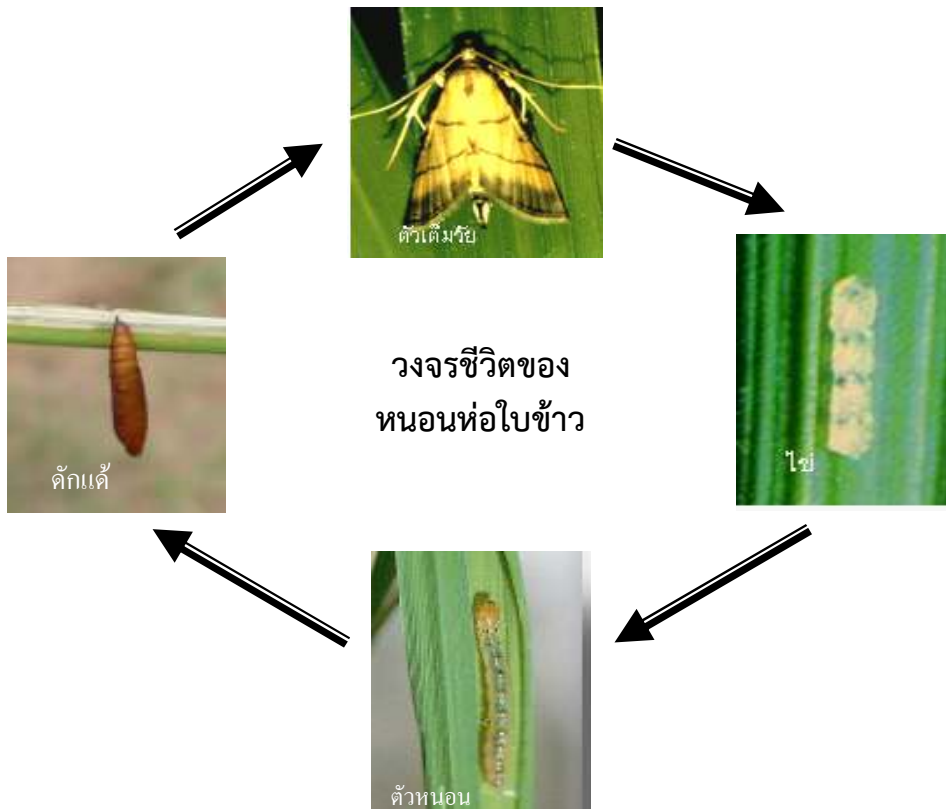 ตัวเต็มวัย
ไข่
วงจรชีวิตของ
หนอนห่อใบข้าว
ดักแด้
ตัวหนอน